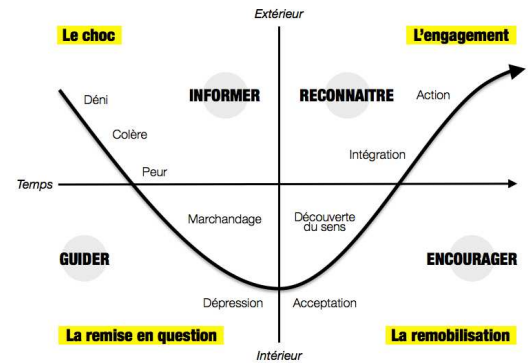 Extérieur
Le choc
L'engagement
INFORMER
RECONNAITRE
Déni
Action
Colère
Intégration
Peur
Temps
Marchandage
Découverte
du sens
GUIDER
ENCOURAGER
Dépression
Acceptation
La remise en question
La remobilisation
Intérieur